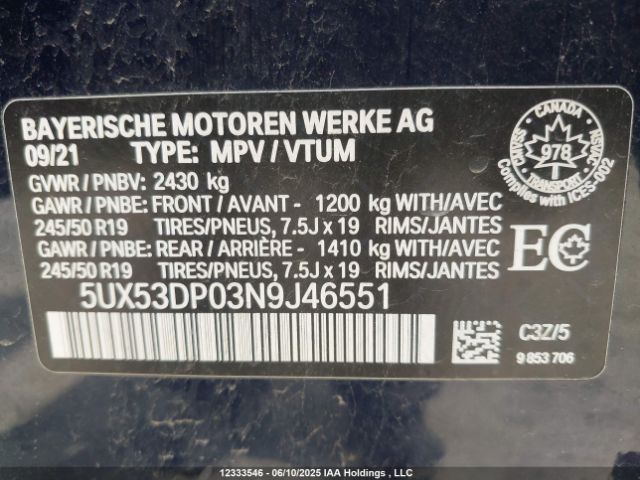 BAYERISCHE MOTOREN WERKE AG
09/21 TYPE: MPV / VTUM
GVWR / PNBV: 2430 kg
GAWR / PNBE: FRONT / AVANT - 1200 kg WITH/AVEC
245/50 R19 TIRES/PNEUS, 7.5J x 19 RIMS/JANTES
GAWR / PNBE: REAR / ARRIÈRE - 1410 kg WITH/AVEC
245/50 R19 TIRES/PNEUS, 7.5J x 19 RIMS/JANTES
5UX53DP03N9J46551
CANADA
NSVAC
978
CMVSS
TRANSPORT
Complies with ICES-002
EC
C3Z/5
9 853 706
12333546 - 06/10/2025 IAA Holdings , LLC